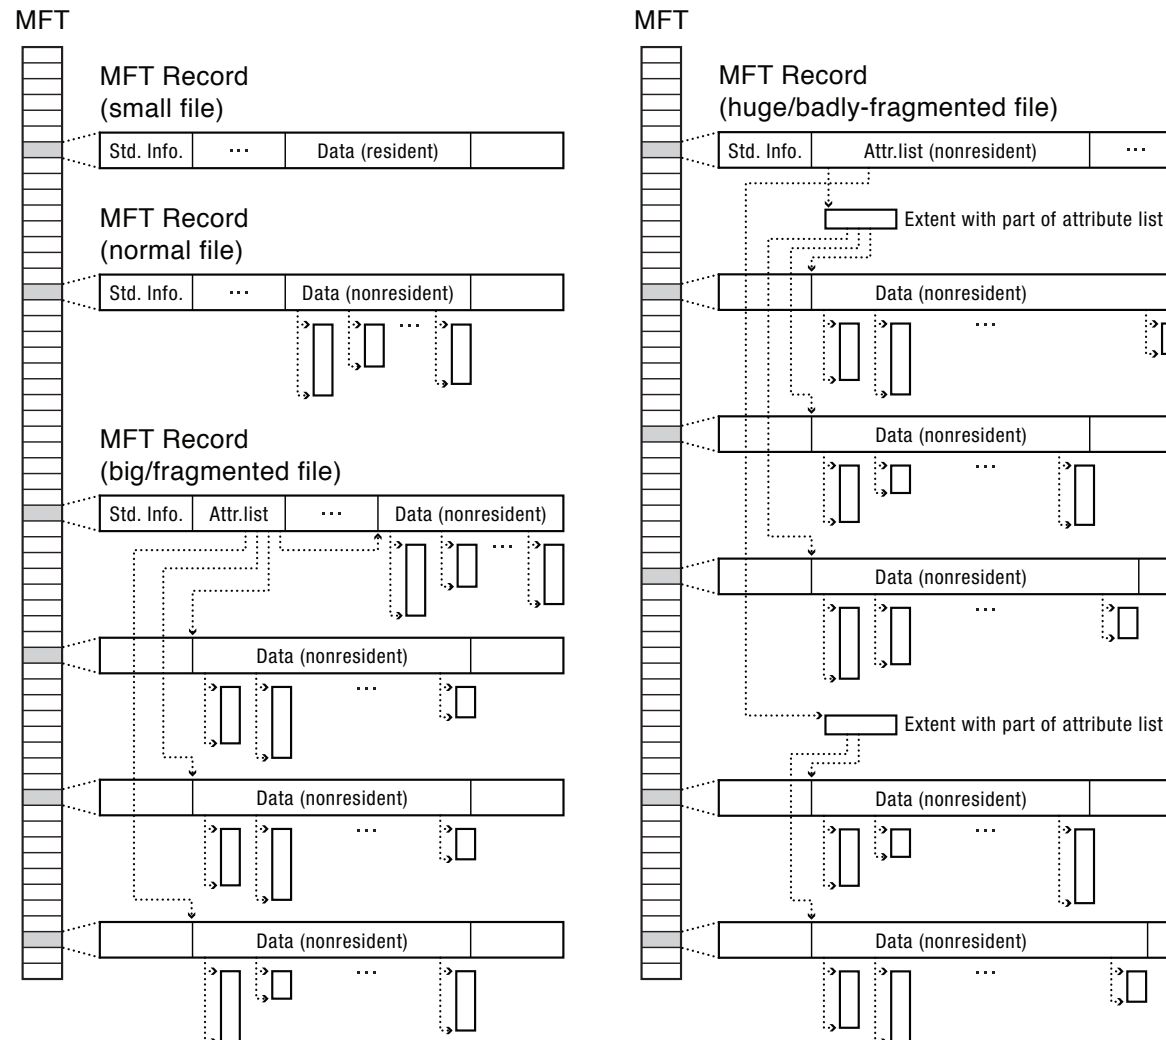 MFT
MFT Record
(small file)
Std. Info.
...
Data (resident)
MFT Record
(normal file)
Std. Info.
...
Data (nonresident)
...
MFT Record
(big/fragmented file)
Std. Info.
Attr.list
...
Data (nonresident)
...
Data (nonresident)
...
Data (nonresident)
...
Data (nonresident)
...
MFT
MFT Record
(huge/badly-fragmented file)
Std. Info.
Attr.list (nonresident)
...
Extent with part of attribute list
Data (nonresident)
...
Data (nonresident)
...
Data (nonresident)
...
Extent with part of attribute list
Data (nonresident)
...
Data (nonresident)
...